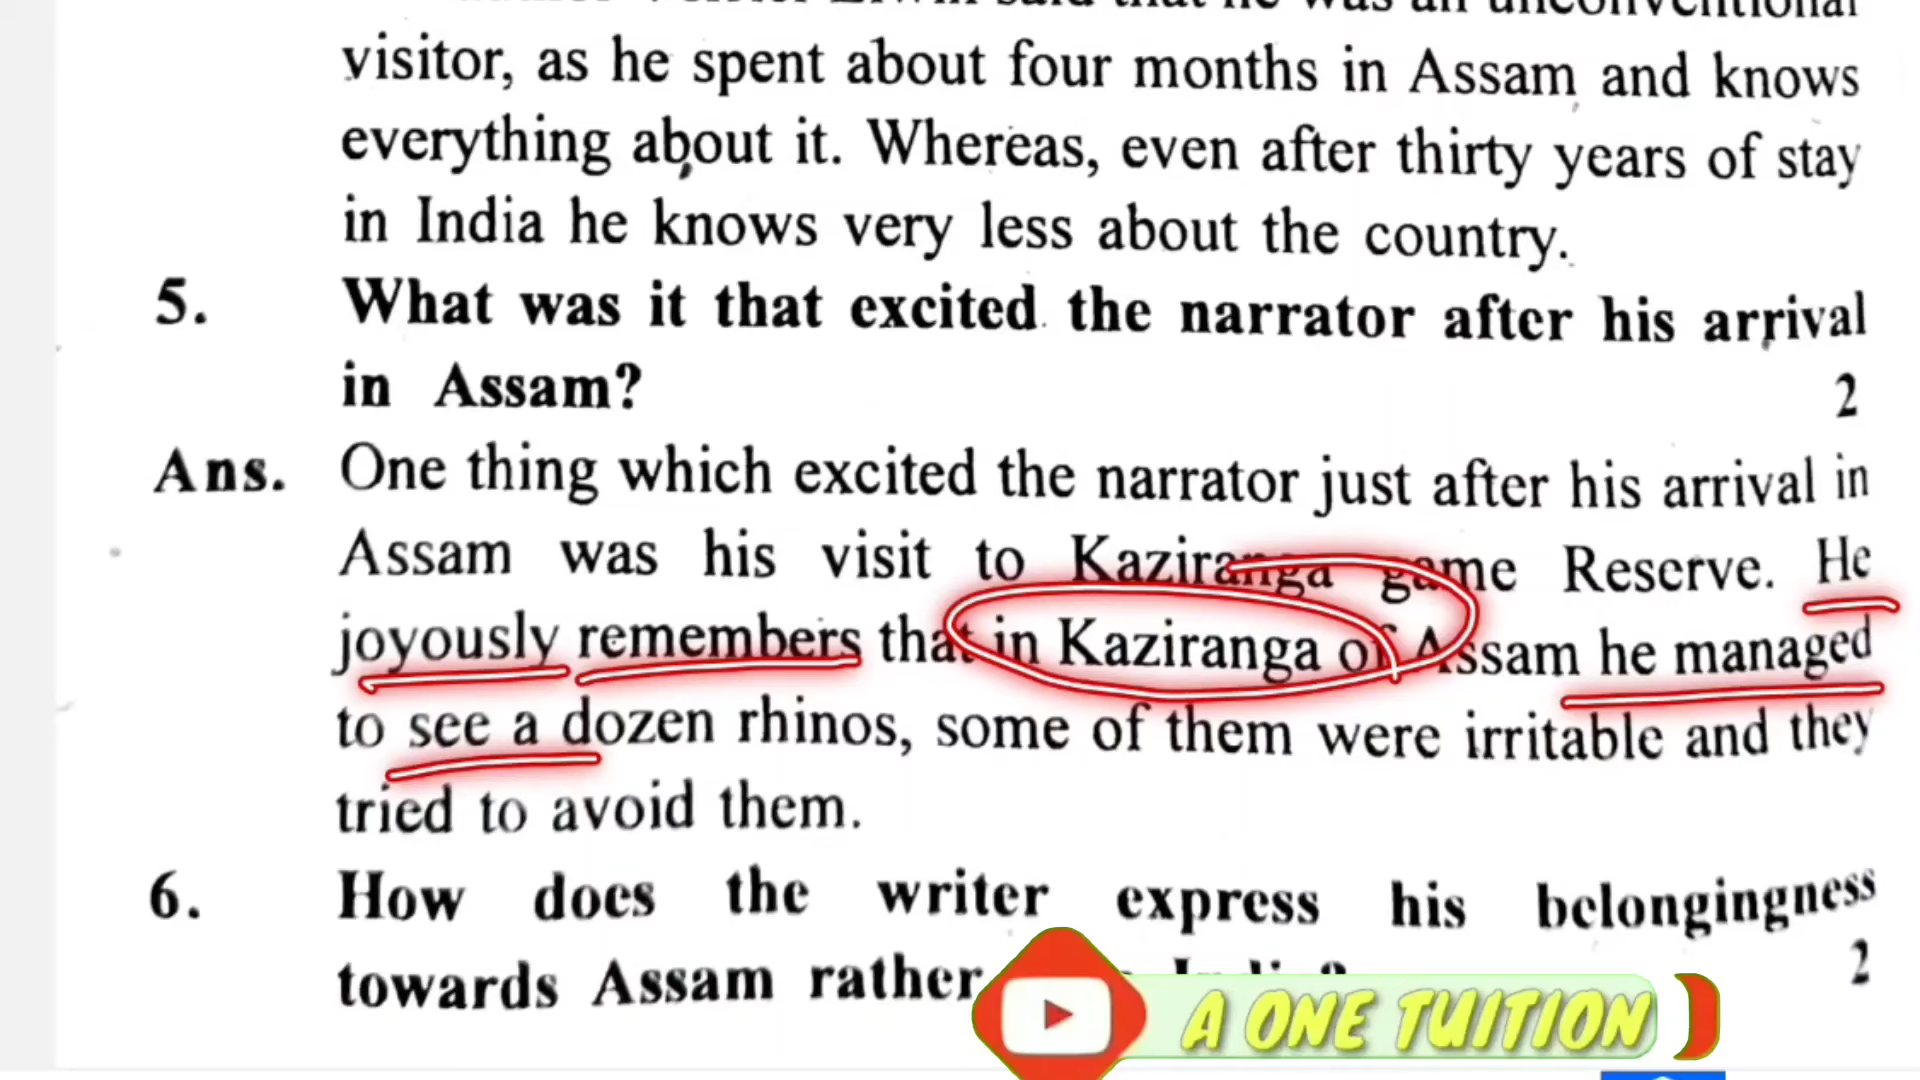 visitor, as he spent about four months in Assam and knows
everything about it. Whereas, even after thirty years of stay
in India he knows very less about the country.
5. What was it that excited the narrator after his arrival
in Assam? 2
Ans. One thing which excited the narrator just after his arrival in
Assam was his visit to Kaziranga game Reserve. He
joyously remembers that in Kaziranga of Assam he managed
to see a dozen rhinos, some of them were irritable and they
tried to avoid them.
6. How does the writer express his belongingness
towards Assam rather 2
A ONE TUITION